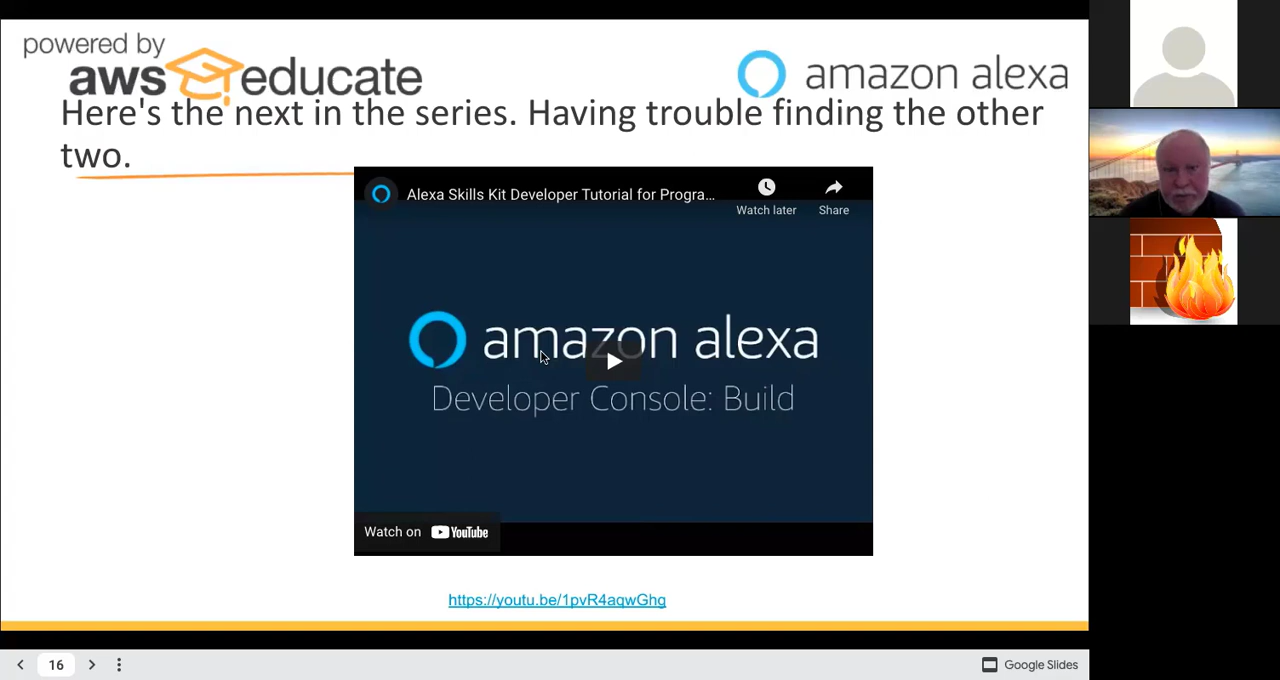 powered by
aws educate
amazon alexa
Here's the next in the series. Having trouble finding the other
two.
Alexa Skills Kit Developer Tutorial for Progra...
Watch later
Share
amazon alexa
Developer Console: Build
Watch on YouTube
https://youtu.be/1pvR4aqwGhg
16
Google Slides